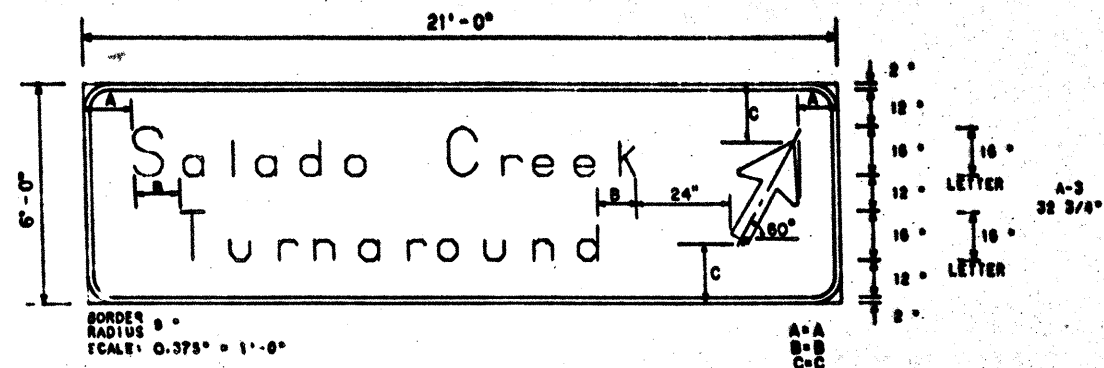 21'-0"
2"
A
C
A
12"
Salado Creek
16"
16"
LETTER
6'-0"
B
B
24"
12"
A-3
32 3/4"
Turnaround
60°
16"
16"
LETTER
C
12"
2"
BORDER
RADIUS 9"
SCALE: 0.375" = 1'-0"
A=A
B=B
C=C